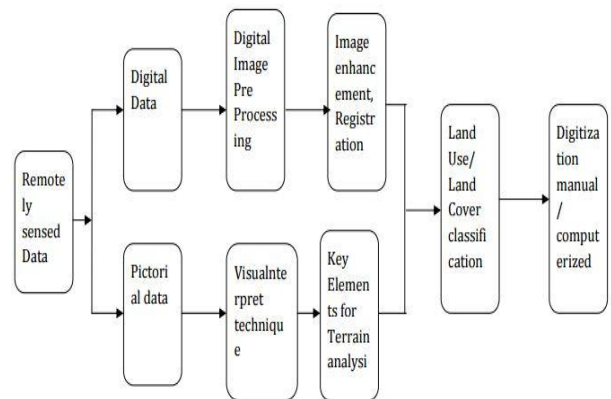 Remote
ly
sensed
Data
Digital
Data
Digital
Image
Pre
Process
ing
Image
enhanc
ement,
Registr
ation
Pictori
al data
Visualnte
rpret
techniqu
e
Key
Elemen
ts for
Terrain
analysi
Land
Use/
Land
Cover
classifi
cation
Digitiza
tion
manual
/
comput
erized